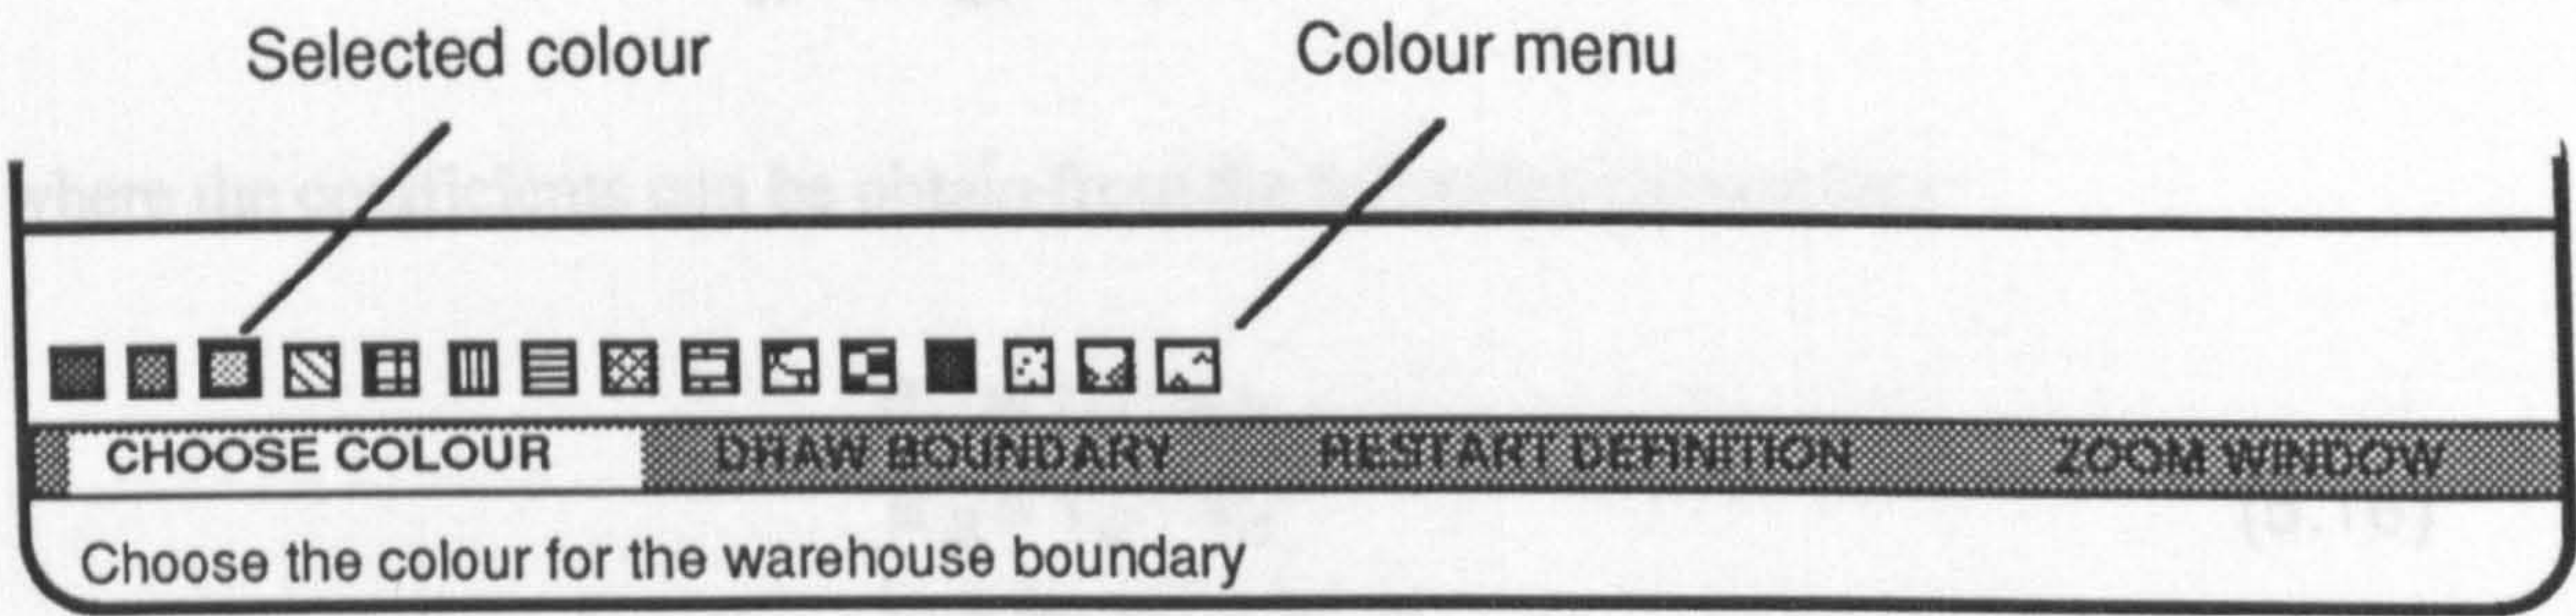 Selected colour Colour menu
CHOOSE COLOUR DRAW BOUNDARY RESTART DEFINITION ZOOM WINDOW
Choose the colour for the warehouse boundary